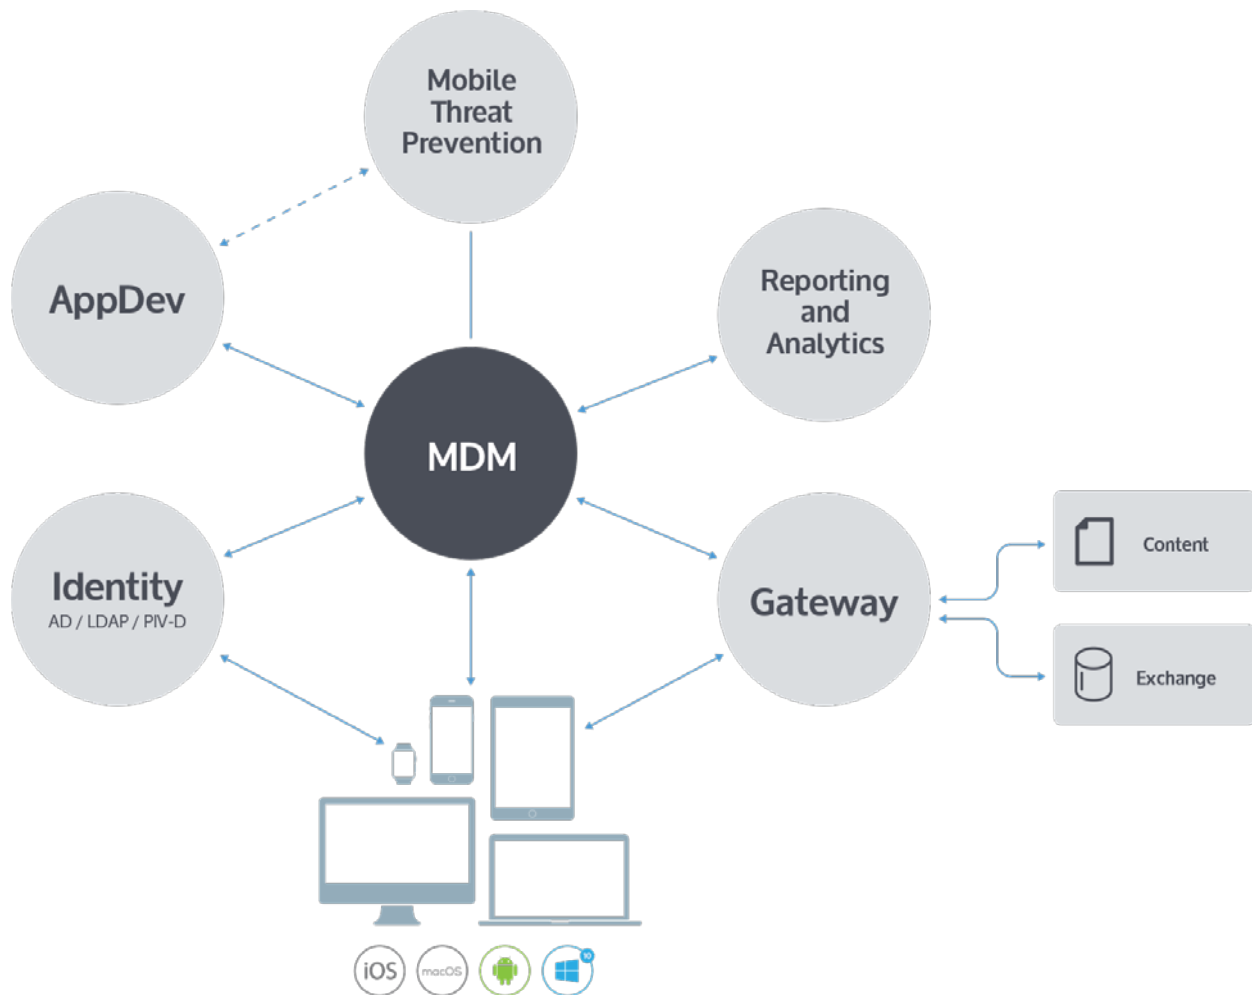 Mobile
Threat
Prevention
AppDev
Reporting
and
Analytics
MDM
Identity
AD / LDAP / PIV-D
Gateway
Content
Exchange
iOS
macOS
10